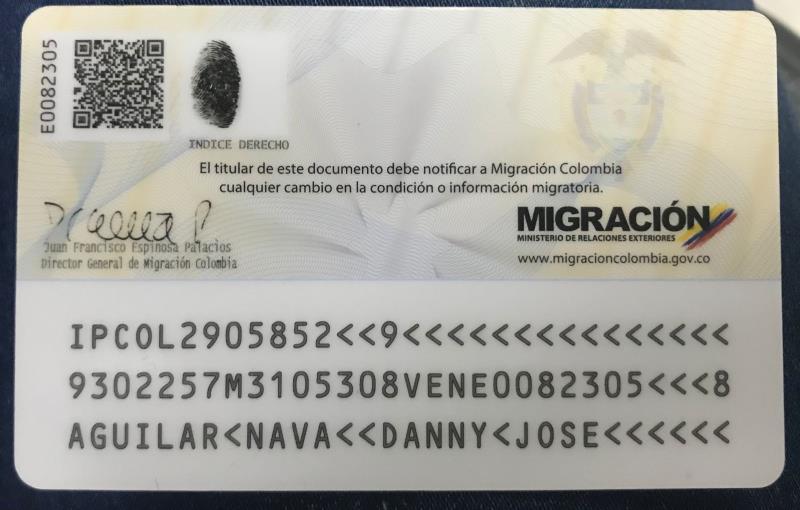 E0082305
INDICE DERECHO
El titular de este documento debe notificar a Migración Colombia
cualquier cambio en la condición o información migratoria.
Juan Francisco Espinosa Palacios
Director General de Migración Colombia
MIGRACIÓN
MINISTERIO DE RELACIONES EXTERIORES
www.migracioncolombia.gov.co
IPCOL2905852<<9<<<<<<<<<<<<<<<
9302257M3105308VENE0082305<<<8
AGUILAR<NAVA<<DANNY<JOSE<<<<<<